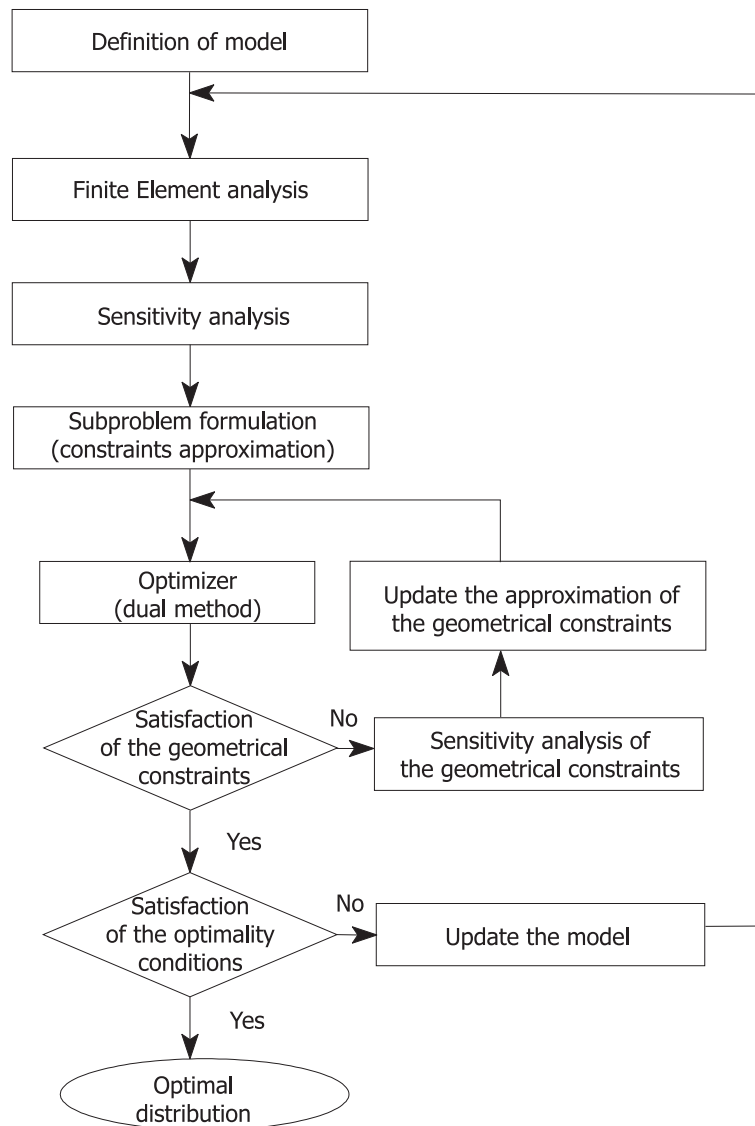 Definition of model
Finite Element analysis
Sensitivity analysis
Subproblem formulation
(constraints approximation)
Optimizer
(dual method)
Update the approximation of
the geometrical constraints
Satisfaction
of the geometrical
constraints
No
Sensitivity analysis of
the geometrical constraints
Yes
Satisfaction
of the optimality
conditions
No
Update the model
Yes
Optimal
distribution